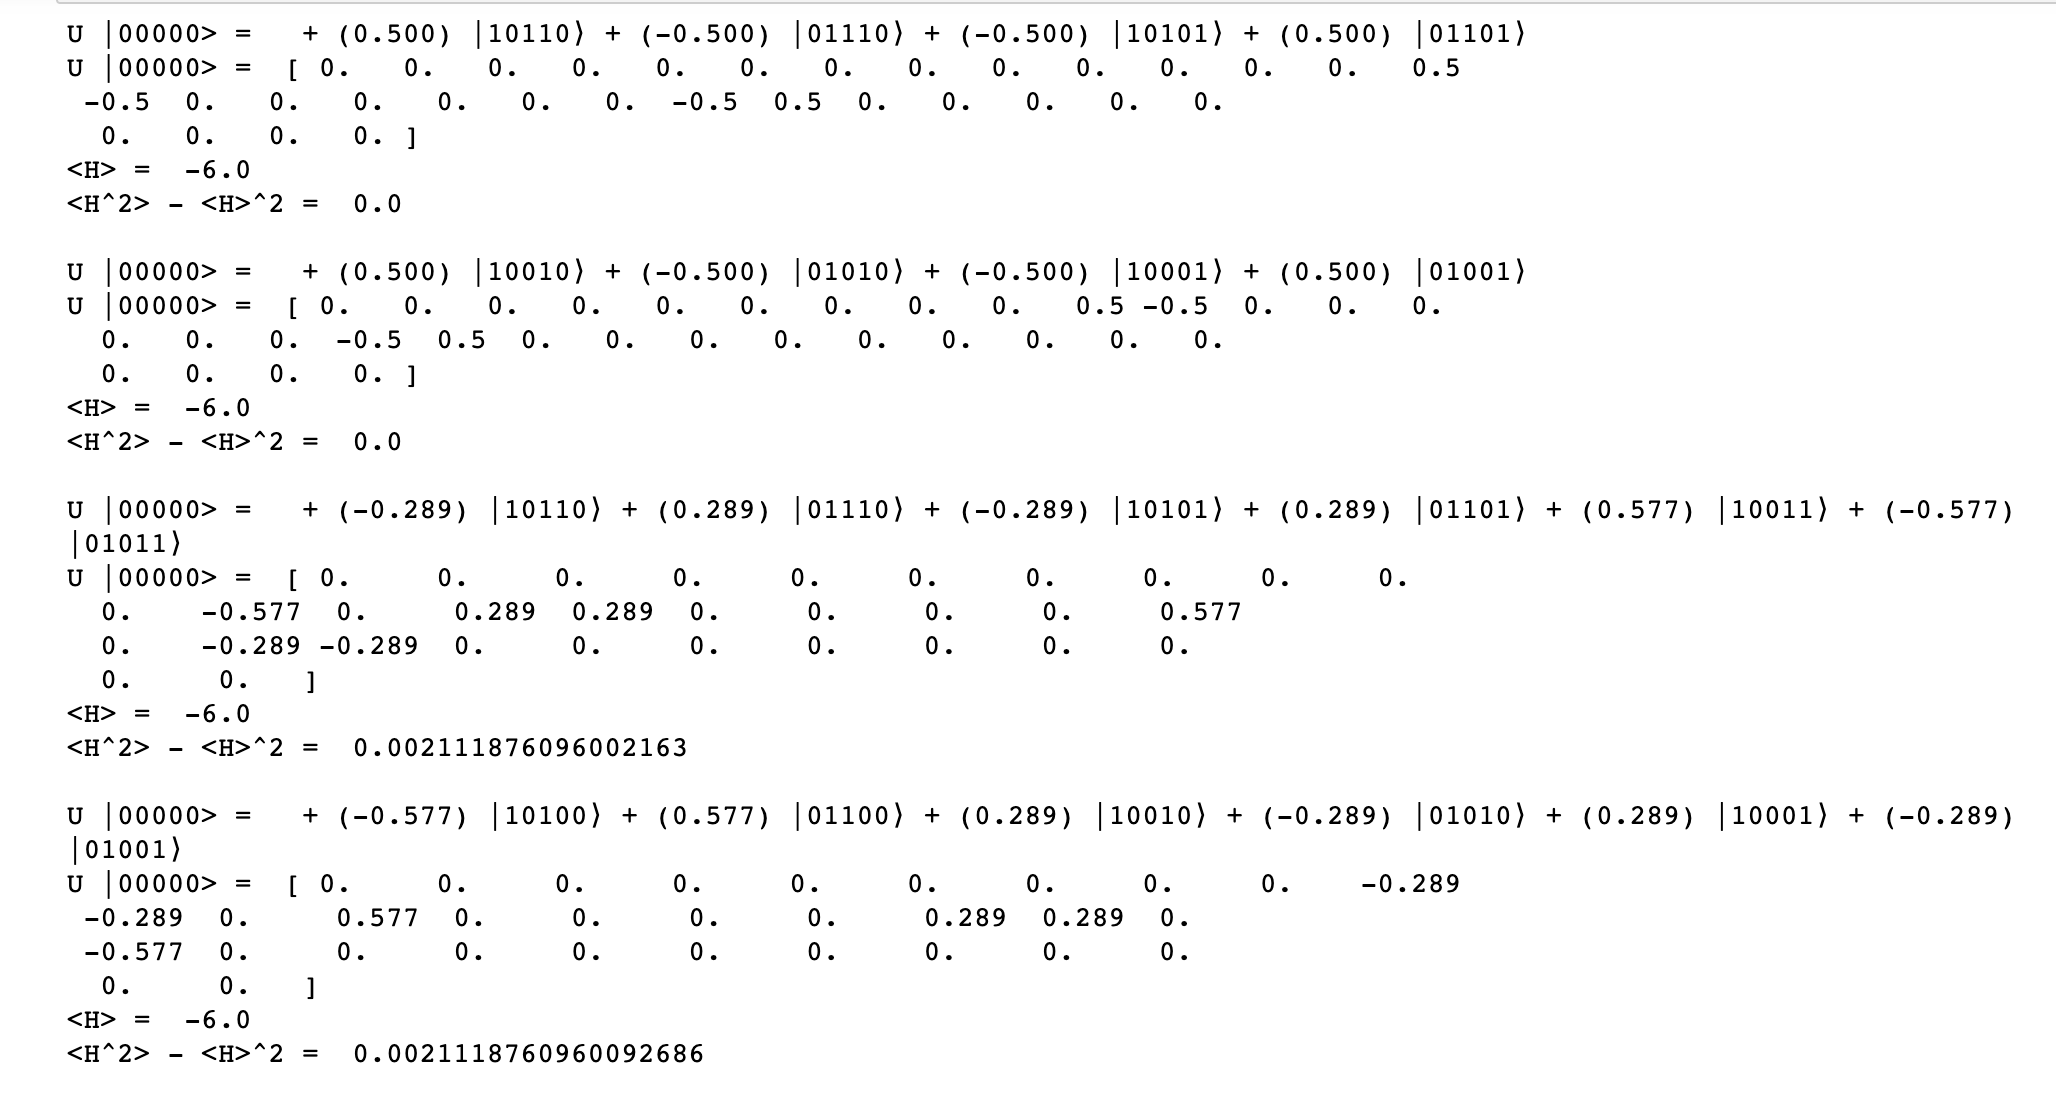 U |00000> =   + (0.500) |10110⟩ + (-0.500) |01110⟩ + (-0.500) |10101⟩ + (0.500) |01101⟩
U |00000> =  [ 0.   0.   0.   0.   0.   0.   0.   0.   0.   0.   0.   0.   0.   0.5
 -0.5  0.   0.   0.   0.   0.   0.  -0.5  0.5  0.   0.   0.   0.   0.
  0.   0.   0.   0. ]
<H> =  -6.0
<H^2> - <H>^2 =  0.0

U |00000> =   + (0.500) |10010⟩ + (-0.500) |01010⟩ + (-0.500) |10001⟩ + (0.500) |01001⟩
U |00000> =  [ 0.   0.   0.   0.   0.   0.   0.   0.   0.   0.5 -0.5  0.   0.   0.
  0.   0.   0.  -0.5  0.5  0.   0.   0.   0.   0.   0.   0.   0.   0.
  0.   0.   0.   0. ]
<H> =  -6.0
<H^2> - <H>^2 =  0.0

U |00000> =   + (-0.289) |10110⟩ + (0.289) |01110⟩ + (-0.289) |10101⟩ + (0.289) |01101⟩ + (0.577) |10011⟩ + (-0.577)
|01011⟩
U |00000> =  [ 0.     0.     0.     0.     0.     0.     0.     0.     0.     0.
  0.    -0.577  0.     0.289  0.289  0.     0.     0.     0.     0.577
  0.    -0.289 -0.289  0.     0.     0.     0.     0.     0.     0.
  0.     0.   ]
<H> =  -6.0
<H^2> - <H>^2 =  0.002111876096002163

U |00000> =   + (-0.577) |10100⟩ + (0.577) |01100⟩ + (0.289) |10010⟩ + (-0.289) |01010⟩ + (0.289) |10001⟩ + (-0.289)
|01001⟩
U |00000> =  [ 0.     0.     0.     0.     0.     0.     0.     0.     0.    -0.289
 -0.289  0.     0.577  0.     0.     0.     0.     0.289  0.289  0.
 -0.577  0.     0.     0.     0.     0.     0.     0.     0.     0.
  0.     0.   ]
<H> =  -6.0
<H^2> - <H>^2 =  0.0021118760960092686